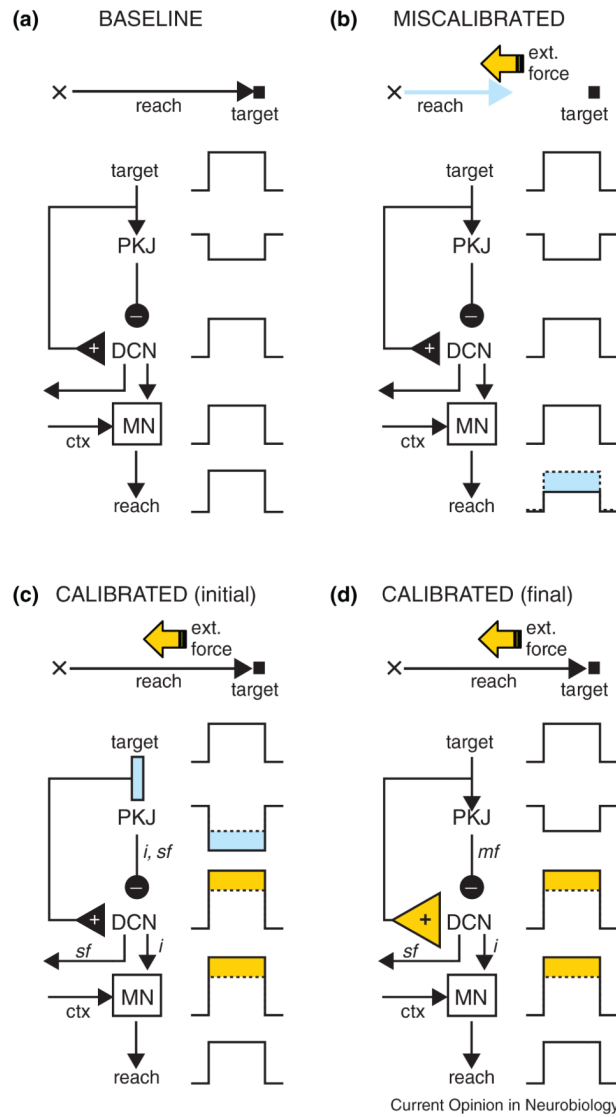 (a) BASELINE
× reach target
ext.
force
target
PKJ
−
+ DCN
MN
ctx
reach
(b) MISCALIBRATED
ext.
force
× reach
target
target
PKJ
−
+ DCN
MN
ctx
reach
(c) CALIBRATED (initial)
ext.
force
× reach
target
target
PKJ
i, sf
−
+ DCN
sf i
MN
ctx
reach
(d) CALIBRATED (final)
ext.
force
× reach
target
target
PKJ
mf
−
+ DCN
sf i
MN
ctx
reach
Current Opinion in Neurobiology